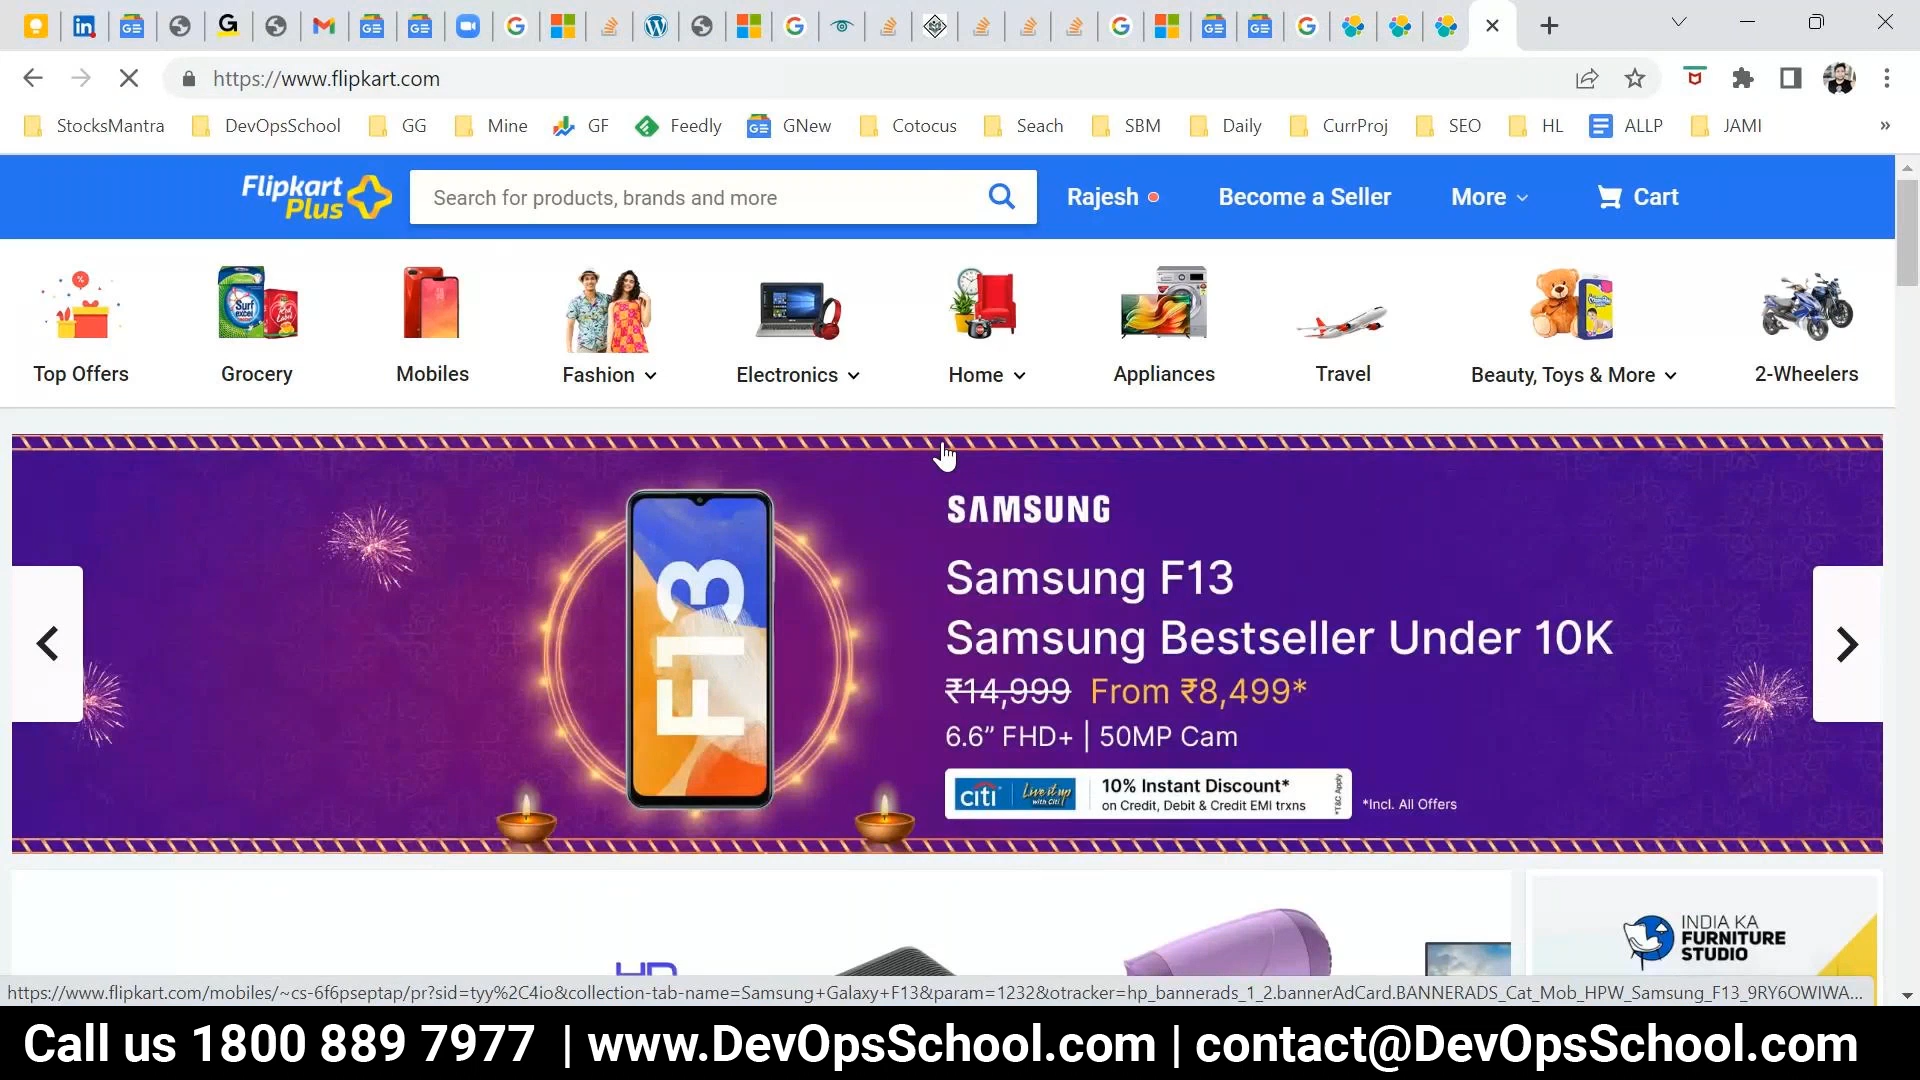 https://www.flipkart.com
StocksMantra DevOpsSchool GG Mine GF Feedly GNew Cotocus Seach SBM Daily CurrProj SEO HL ALLP JAMI »
Flipkart
Plus
Search for products, brands and more
Rajesh Become a Seller More Cart
Top Offers Grocery Mobiles Fashion Electronics Home Appliances Travel Beauty, Toys & More 2-Wheelers
SAMSUNG
F13
Samsung F13
Samsung Bestseller Under 10K
₹14,999 From ₹8,499*
6.6” FHD+ | 50MP Cam
citi Live it up with Citi
10% Instant Discount*
on Credit, Debit & Credit EMI trxns
*T&C Apply
*Incl. All Offers
INDIA KA
FURNITURE
STUDIO
https://www.flipkart.com/mobiles/~cs-6f6pseptap/pr?sid=tyy%2C4io&collection-tab-name=Samsung+Galaxy+F13&param=1232&otracker=hp_bannerads_1_2.bannerAdCard.BANNERADS_Cat_Mob_HPW_Samsung_F13_9RY6OWIWA...
Call us 1800 889 7977 | www.DevOpsSchool.com | contact@DevOpsSchool.com